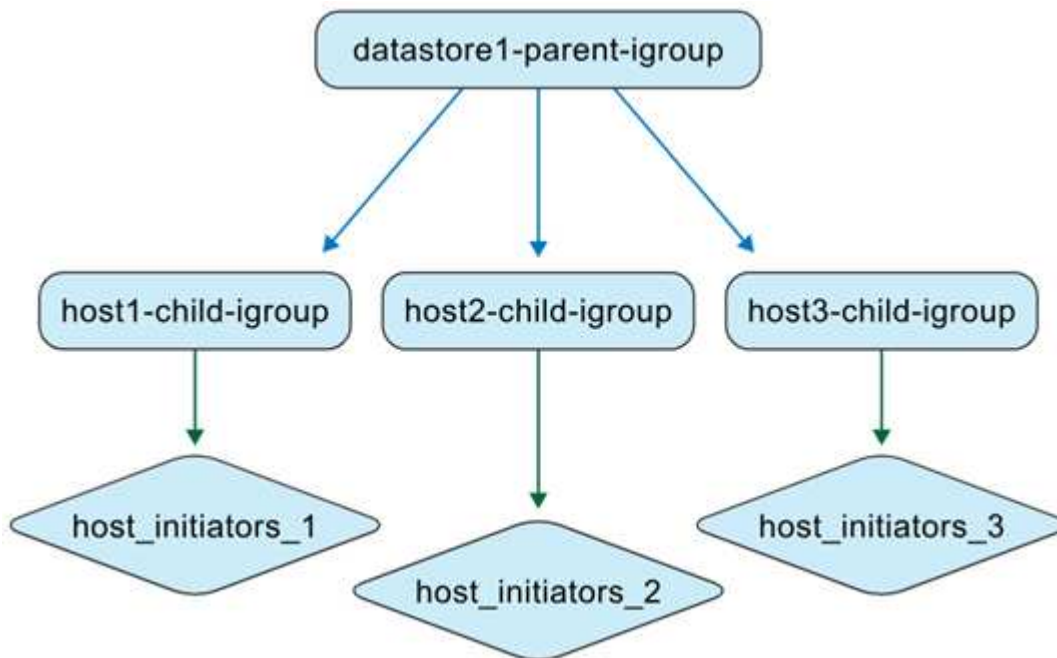 datastore1-parent-igroup
host1-child-igroup
host2-child-igroup
host3-child-igroup
host_initiators_1
host_initiators_3
host_initiators_2